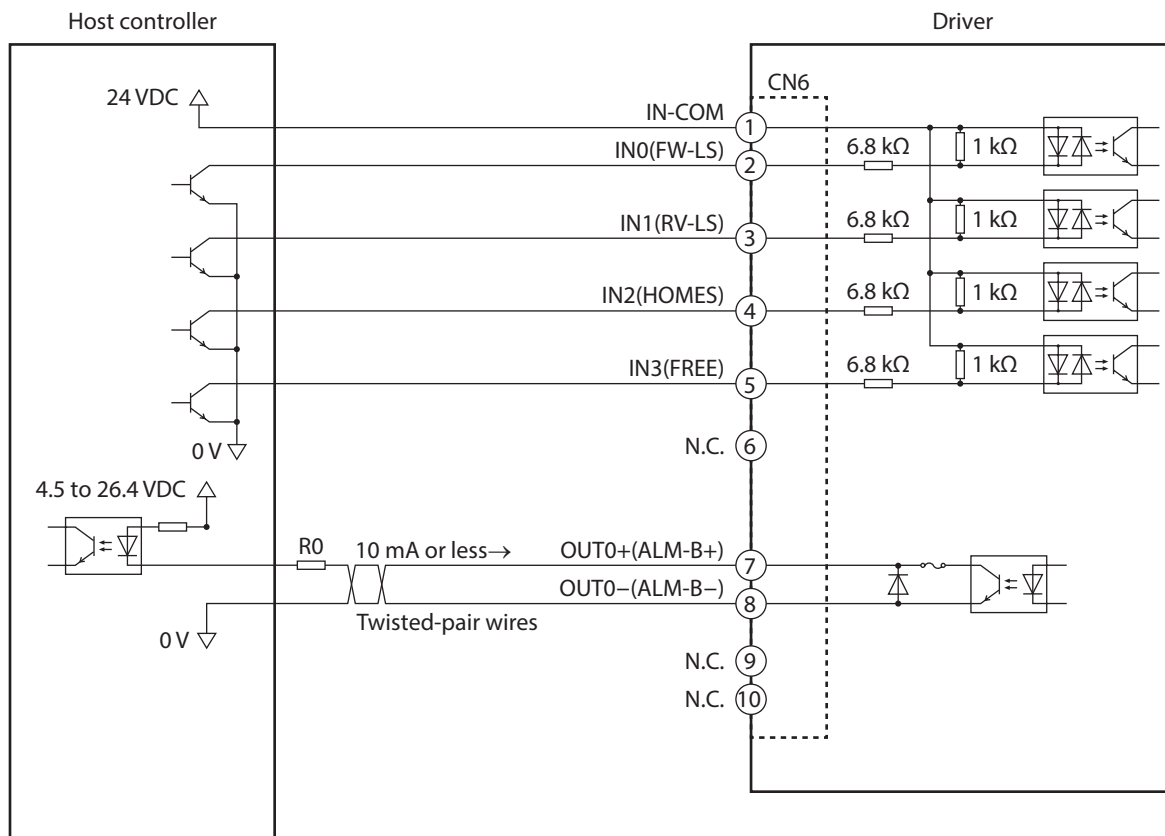 Host controller
Driver
CN6
24 VDC
IN-COM
1
IN0(FW-LS)
2
6.8 kΩ
1 kΩ
IN1(RV-LS)
3
6.8 kΩ
1 kΩ
IN2(HOMES)
4
6.8 kΩ
1 kΩ
IN3(FREE)
5
6.8 kΩ
1 kΩ
0 V
N.C.
6
4.5 to 26.4 VDC
R0
10 mA or less→
OUT0+(ALM-B+)
7
OUT0−(ALM-B−)
8
Twisted-pair wires
0 V
N.C.
9
N.C.
10